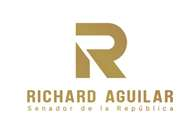 R
RICHARD AGUILAR
Senador de la República